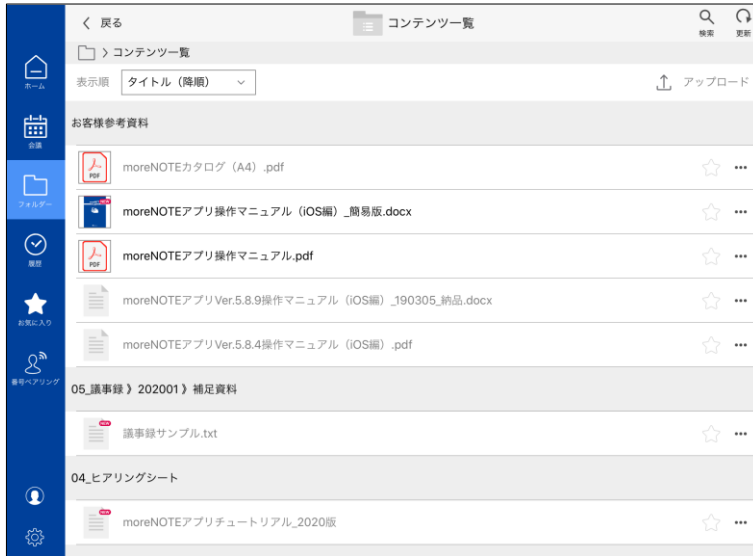 戻る
コンテンツ一覧
検索
更新
コンテンツ一覧
表示順
タイトル（降順）
アップロード
ホーム
会議
フォルダー
履歴
お気に入り
番号ペアリング
お客様参考資料
PDF
moreNOTEカタログ（A4）.pdf
NEW
moreNOTEアプリ操作マニュアル（iOS編）_簡易版.docx
PDF
moreNOTEアプリ操作マニュアル.pdf
moreNOTEアプリVer.5.8.9操作マニュアル（iOS編）_190305_納品.docx
moreNOTEアプリVer.5.8.4操作マニュアル（iOS編）.pdf
05_議事録 》202001 》補足資料
NEW
議事録サンプル.txt
04_ヒアリングシート
NEW
moreNOTEアプリチュートリアル_2020版